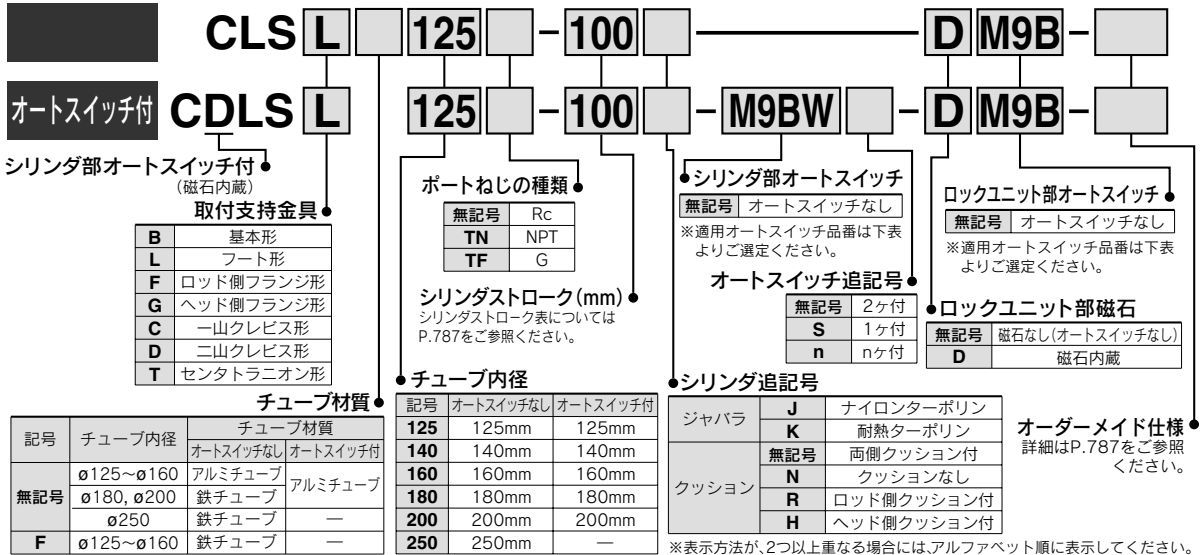 CLS L 125 - 100 D M9B -
オートスイッチ付 CDLS L 125 - 100 - M9BW - D M9B -
シリンダ部オートスイッチ付
(磁石内蔵)
取付支持金具
B 基本形
L フート形
F ロッド側フランジ形
G ヘッド側フランジ形
C 一山クレビス形
D 二山クレビス形
T センタトラニオン形
チューブ材質
記号 チューブ内径 チューブ材質
オートスイッチなし オートスイッチ付
無記号 ø125~ø160 アルミチューブ アルミチューブ
ø180, ø200 鉄チューブ
ø250 鉄チューブ —
F ø125~ø160 鉄チューブ —
ポートねじの種類
無記号 Rc
TN NPT
TF G
シリンダストローク(mm)
シリンダストローク表については
P.787をご参照ください。
チューブ内径
記号 オートスイッチなし オートスイッチ付
125 125mm 125mm
140 140mm 140mm
160 160mm 160mm
180 180mm 180mm
200 200mm 200mm
250 250mm —
シリンダ部オートスイッチ
無記号 オートスイッチなし
※適用オートスイッチ品番は下表
よりご選定ください。
オートスイッチ追記号
無記号 2ヶ付
S 1ヶ付
n nヶ付
シリンダ追記号
ジャバラ J ナイロンターポリン
K 耐熱ターポリン
クッション 無記号 両側クッション付
N クッションなし
R ロッド側クッション付
H ヘッド側クッション付
※表示方法が、2つ以上重なる場合には、アルファベット順に表示してください。
ロックユニット部オートスイッチ
無記号 オートスイッチなし
※適用オートスイッチ品番は下表
よりご選定ください。
ロックユニット部磁石
無記号 磁石なし(オートスイッチなし)
D 磁石内蔵
オーダーメイド仕様
詳細はP.787をご参照
ください。